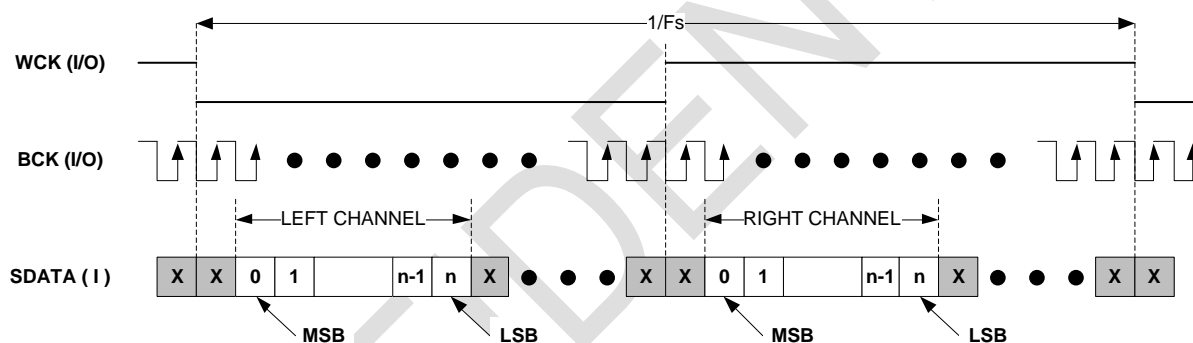 1/Fs
WCK (I/O)
BCK (I/O)
LEFT CHANNEL
RIGHT CHANNEL
SDATA ( I )
X X 0 1 n-1 n X X X 0 1 n-1 n X X X
MSB
LSB
MSB
LSB